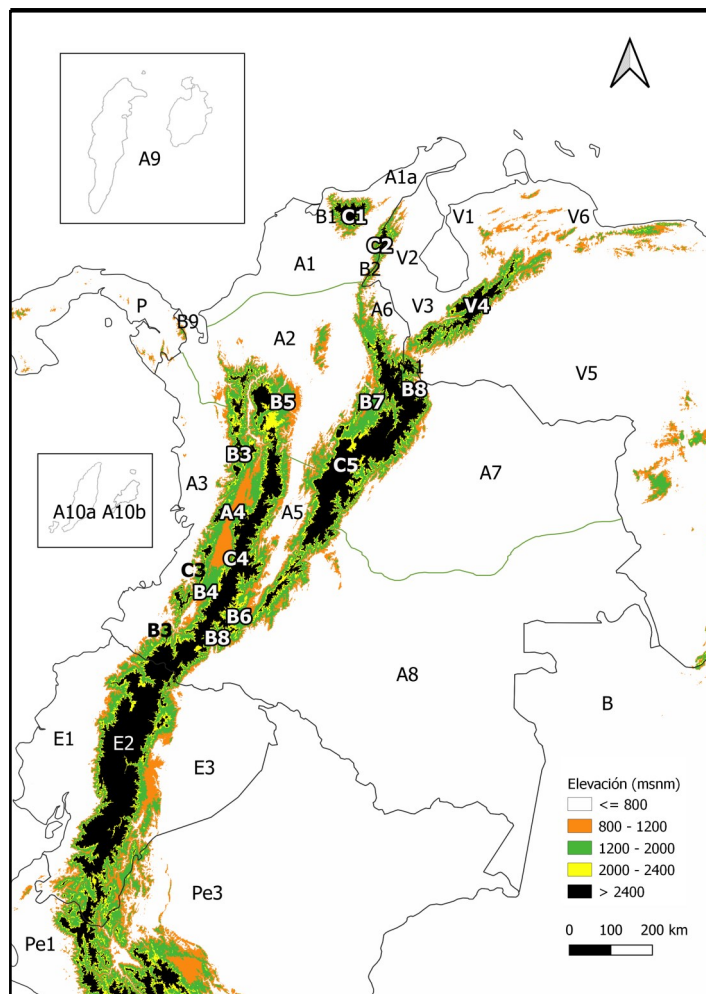 A9
A1a
B1
C1
V1
V6
C2
A1
B2
V2
P
B9
A6
V3
V4
A2
V5
B5
B7
B8
B3
C5
A3
A7
A10a
A10b
A4
A5
C4
C3
B4
B6
B3
B8
A8
B
E1
E2
E3
Elevación (msnm)
<= 800
800 - 1200
1200 - 2000
2000 - 2400
> 2400
Pe3
Pe1
0 100 200 km